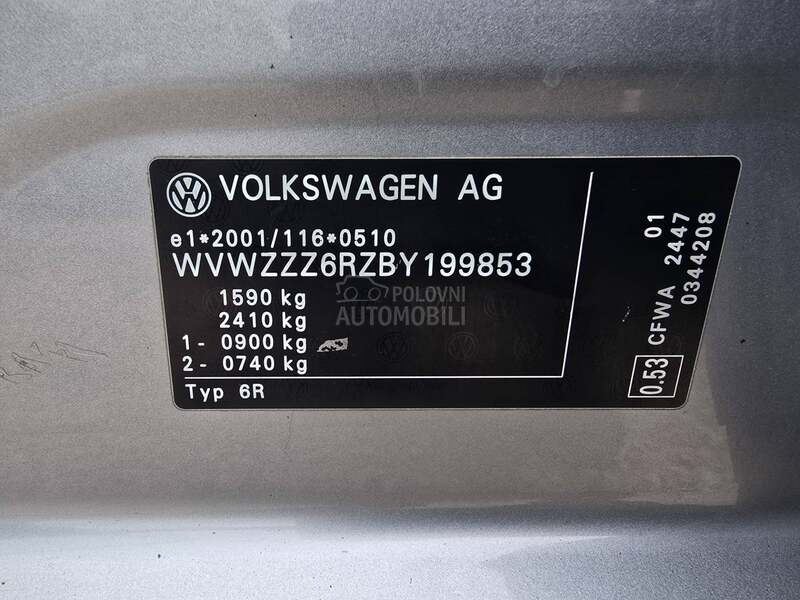 VOLKSWAGEN AG
e1*2001/116*0510
WVWZZZ6RZBY199853
1590 kg
2410 kg
1- 0900 kg
2- 0740 kg
Typ 6R
01
CFWA 2447
0.53 0344208
POLOVNI
AUTOMOBILI